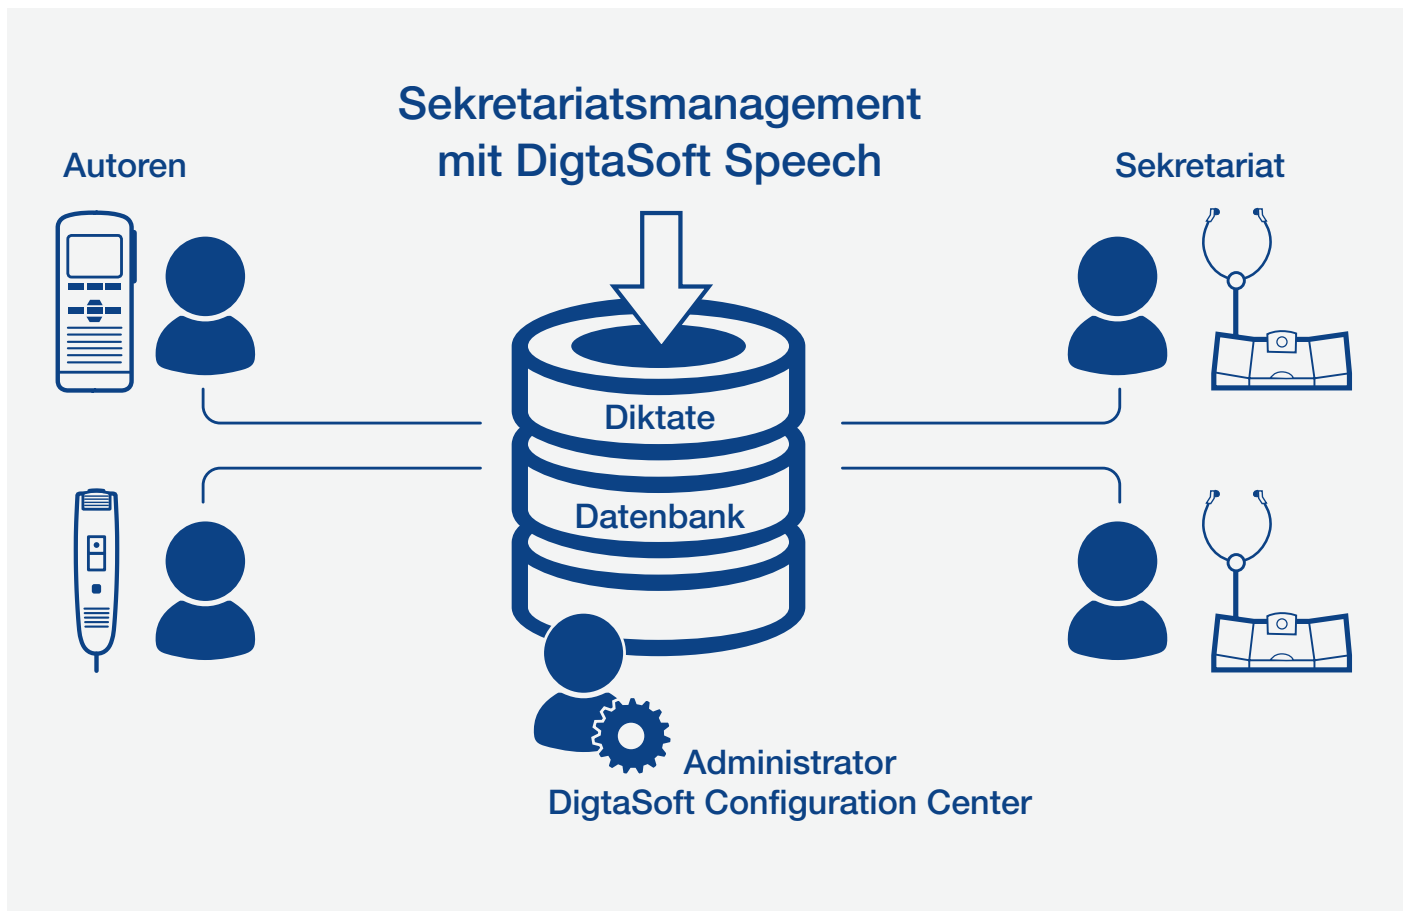 Sekretariatsmanagement
mit DigtaSoft Speech
Autoren
Sekretariat
Diktate
Datenbank
Administrator
DigtaSoft Configuration Center